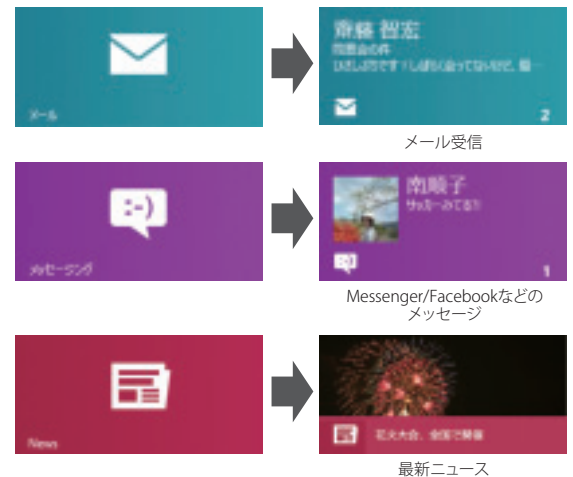 メール
齋藤 智宏
同窓会の件
ひさしぶりです！しばらく会ってないけど、最…
2
メール受信
:-)
メッセージング
南順子
サッカーみてる?!
:-)
1
Messenger/Facebookなどの
メッセージ
News
花火大会、全国で開催
最新ニュース